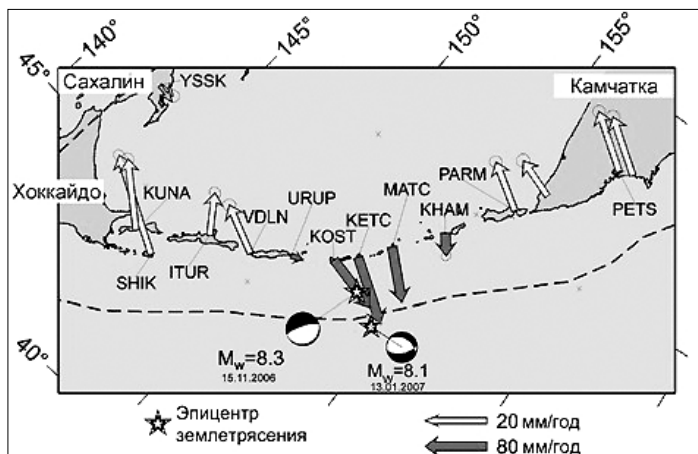 140°
145°
150°
155°
45°
Сахалин
YSSK
Камчатка
Хоккайдо
KUNA
VDLN
URUP
MATC
PARM
KOST
KETC
KHAM
PETS
SHIK
ITUR
40°
Mw=8.3
15.11.2006
Mw=8.1
13.01.2007
Эпицентр
землетрясения
20 мм/год
80 мм/год